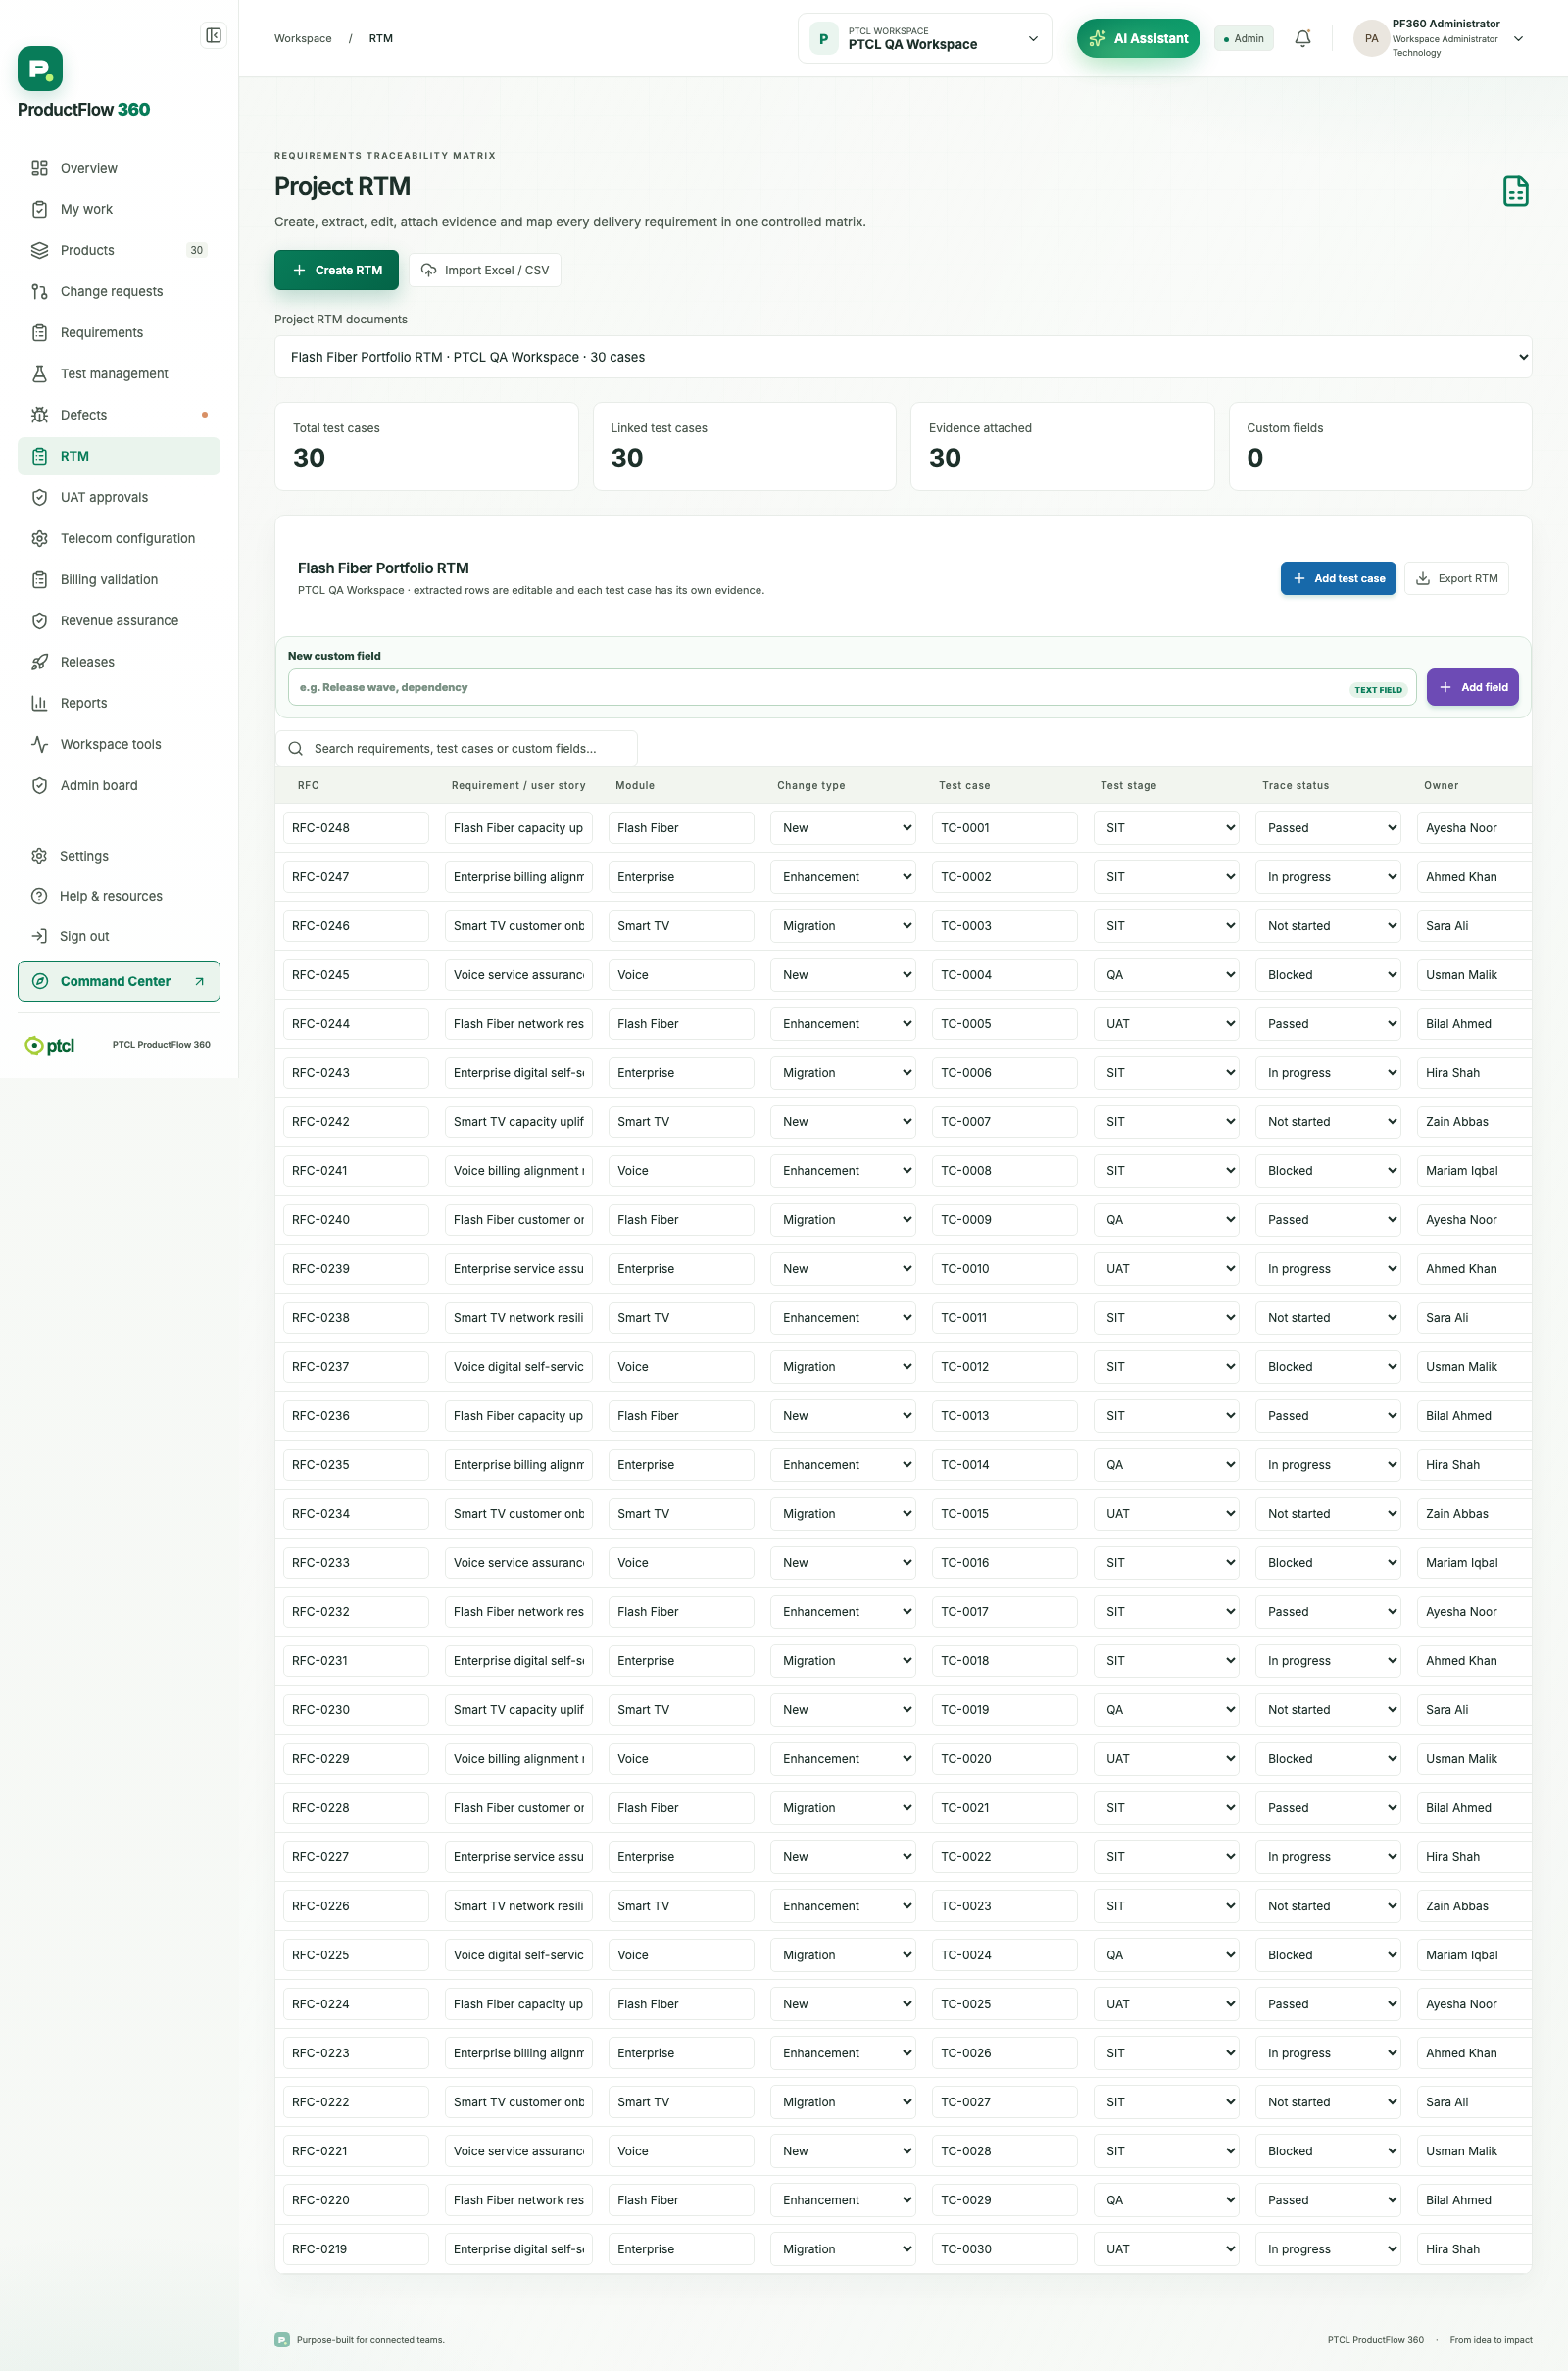 Workspace / RTM
P
PTCL WORKSPACE
PTCL QA Workspace
AI Assistant
Admin
PA
PF360 Administrator
Workspace Administrator
Technology
P.
ProductFlow 360
Overview
My work
Products 30
Change requests
Requirements
Test management
Defects
RTM
UAT approvals
Telecom configuration
Billing validation
Revenue assurance
Releases
Reports
Workspace tools
Admin board
Settings
Help & resources
Sign out
Command Center
ptcl PTCL ProductFlow 360
REQUIREMENTS TRACEABILITY MATRIX
Project RTM
Create, extract, edit, attach evidence and map every delivery requirement in one controlled matrix.
Create RTM Import Excel / CSV
Project RTM documents
Flash Fiber Portfolio RTM · PTCL QA Workspace · 30 cases
Total test cases Linked test cases Evidence attached Custom fields
30 30 30 0
Flash Fiber Portfolio RTM
PTCL QA Workspace · extracted rows are editable and each test case has its own evidence.
Add test case Export RTM
New custom field
e.g. Release wave, dependency TEXT FIELD Add field
Search requirements, test cases or custom fields...
RFC Requirement / user story Module Change type Test case Test stage Trace status Owner
RFC-0248 Flash Fiber capacity up Flash Fiber New TC-0001 SIT Passed Ayesha Noor
RFC-0247 Enterprise billing alignm Enterprise Enhancement TC-0002 SIT In progress Ahmed Khan
RFC-0246 Smart TV customer onb Smart TV Migration TC-0003 SIT Not started Sara Ali
RFC-0245 Voice service assuranc Voice New TC-0004 QA Blocked Usman Malik
RFC-0244 Flash Fiber network res Flash Fiber Enhancement TC-0005 UAT Passed Bilal Ahmed
RFC-0243 Enterprise digital self-s Enterprise Migration TC-0006 SIT In progress Hira Shah
RFC-0242 Smart TV capacity uplif Smart TV New TC-0007 SIT Not started Zain Abbas
RFC-0241 Voice billing alignment Voice Enhancement TC-0008 SIT Blocked Mariam Iqbal
RFC-0240 Flash Fiber customer or Flash Fiber Migration TC-0009 QA Passed Ayesha Noor
RFC-0239 Enterprise service assu Enterprise New TC-0010 UAT In progress Ahmed Khan
RFC-0238 Smart TV network resili Smart TV Enhancement TC-0011 SIT Not started Sara Ali
RFC-0237 Voice digital self-servic Voice Migration TC-0012 SIT Blocked Usman Malik
RFC-0236 Flash Fiber capacity up Flash Fiber New TC-0013 SIT Passed Bilal Ahmed
RFC-0235 Enterprise billing alignm Enterprise Enhancement TC-0014 QA In progress Hira Shah
RFC-0234 Smart TV customer onb Smart TV Migration TC-0015 UAT Not started Zain Abbas
RFC-0233 Voice service assuranc Voice New TC-0016 SIT Blocked Mariam Iqbal
RFC-0232 Flash Fiber network res Flash Fiber Enhancement TC-0017 SIT Passed Ayesha Noor
RFC-0231 Enterprise digital self-s Enterprise Migration TC-0018 SIT In progress Ahmed Khan
RFC-0230 Smart TV capacity uplif Smart TV New TC-0019 QA Not started Sara Ali
RFC-0229 Voice billing alignment Voice Enhancement TC-0020 UAT Blocked Usman Malik
RFC-0228 Flash Fiber customer or Flash Fiber Migration TC-0021 SIT Passed Bilal Ahmed
RFC-0227 Enterprise service assu Enterprise New TC-0022 SIT In progress Hira Shah
RFC-0226 Smart TV network resili Smart TV Enhancement TC-0023 SIT Not started Zain Abbas
RFC-0225 Voice digital self-servic Voice Migration TC-0024 QA Blocked Mariam Iqbal
RFC-0224 Flash Fiber capacity up Flash Fiber New TC-0025 UAT Passed Ayesha Noor
RFC-0223 Enterprise billing alignm Enterprise Enhancement TC-0026 SIT In progress Ahmed Khan
RFC-0222 Smart TV customer onb Smart TV Migration TC-0027 SIT Not started Sara Ali
RFC-0221 Voice service assuranc Voice New TC-0028 SIT Blocked Usman Malik
RFC-0220 Flash Fiber network res Flash Fiber Enhancement TC-0029 QA Passed Bilal Ahmed
RFC-0219 Enterprise digital self-s Enterprise Migration TC-0030 UAT In progress Hira Shah
P. Purpose-built for connected teams.
PTCL ProductFlow 360 · From idea to impact